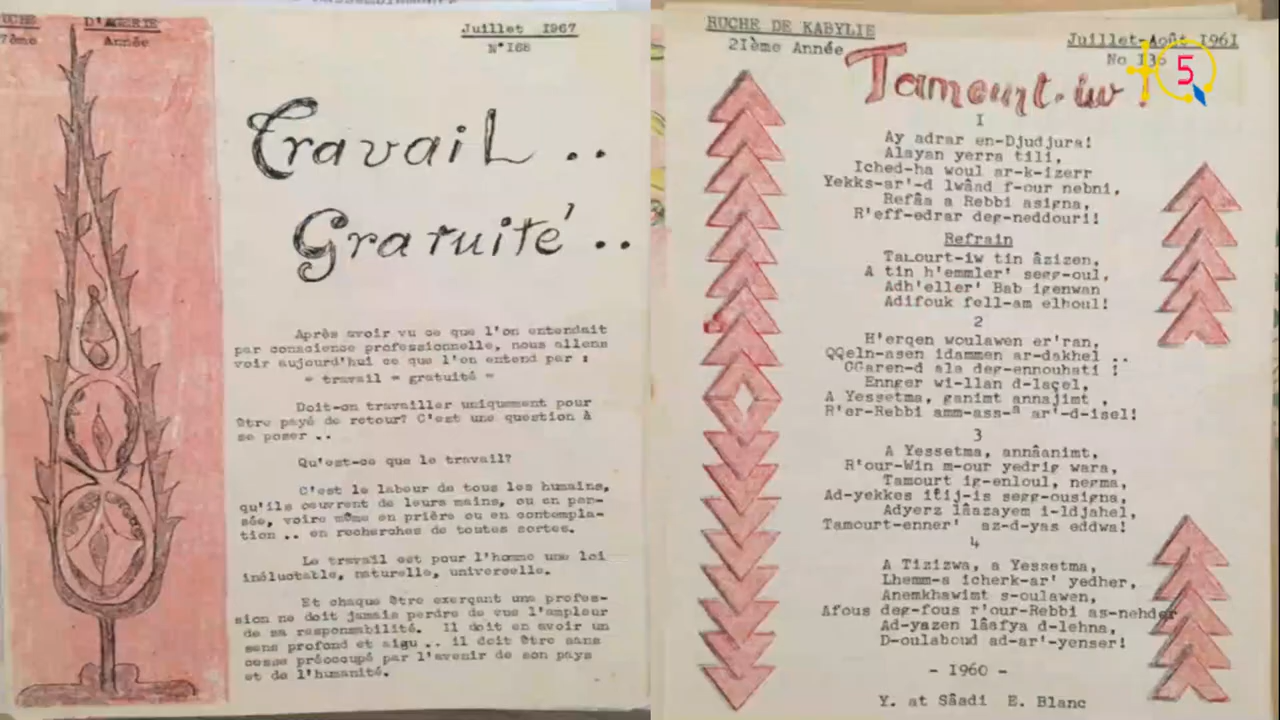 D'ALGERIE
Année
Juillet 1967
N°168
Travail ..
Gratuité ..
Après avoir vu ce que l'on entendait
par conscience professionnelle, nous allons
voir aujourd'hui ce que l'on entend par :
" travail - gratuité "
Doit-on travailler uniquement pour
être payé de retour? C'est une question à
se poser ..
Qu'est-ce que le travail?
C'est le labeur de tous les humains,
qu'ils oeuvrent de leurs mains, ou en pen-
sée, voire même en prière ou en contempla-
tion .. en recherches de toutes sortes.
Le travail est pour l'homme une loi
inéluctable, naturelle, universelle.
Et chaque être exerçant une profes-
sion ne doit jamais perdre de vue l'ampleur
de sa responsabilité. Il doit en avoir un
sens profond et aigu .. il doit être sans
cesse préoccupé par l'avenir de son pays
et de l'humanité.
RUCHE DE KABYLIE
21ème Année
Juillet-Août 1961
No 136
5
Tamourt-iw !
I
Ay adrar en-Djudjura!
Alayan yerra tili,
Iched-ha woul ar-k-izerr
Yekks-ar'-d lwâad f-our nebni,
Refâa a Rebbi asigna,
R'eff-edrar deg-neddouri!
Refrain
Tamourt-iw tin âzizen,
A tin h'emmler' segg-oul,
Adh'eller' Bab igenwan
Adifouk fell-am elhoul!
2
H'erqen woulawen er'ran,
QQeln-asen idammen ar-dakhel ..
GGaren-d ala deg-ennouhati !
Ennger wi-llan d-laçel,
A Yessetma, ganimt annajimt ,
R'er-Rebbi amm-ass-a ar'-d-isel!
3
A Yessetma, annâanimt,
R'our-Win m-our yedrig wara,
Tamourt ig-enloul, negma,
Ad-yekkes itij-is segg-ousigna,
Adyerz lâazayem i-ldjahel,
Tamourt-enner' az-d-yas eddwa!
4
A Tizizwa, a Yessetma,
Lhemm-a icherk-ar' yedher,
Anemkhawimt s-oulawen,
Afous deg-fous r'our-Rebbi as-nehder
Ad-yazen lâafya d-lehna,
D-oulaboud ad-ar'-yenser!
- 1960 -
Y. at Sâadi E. Blanc